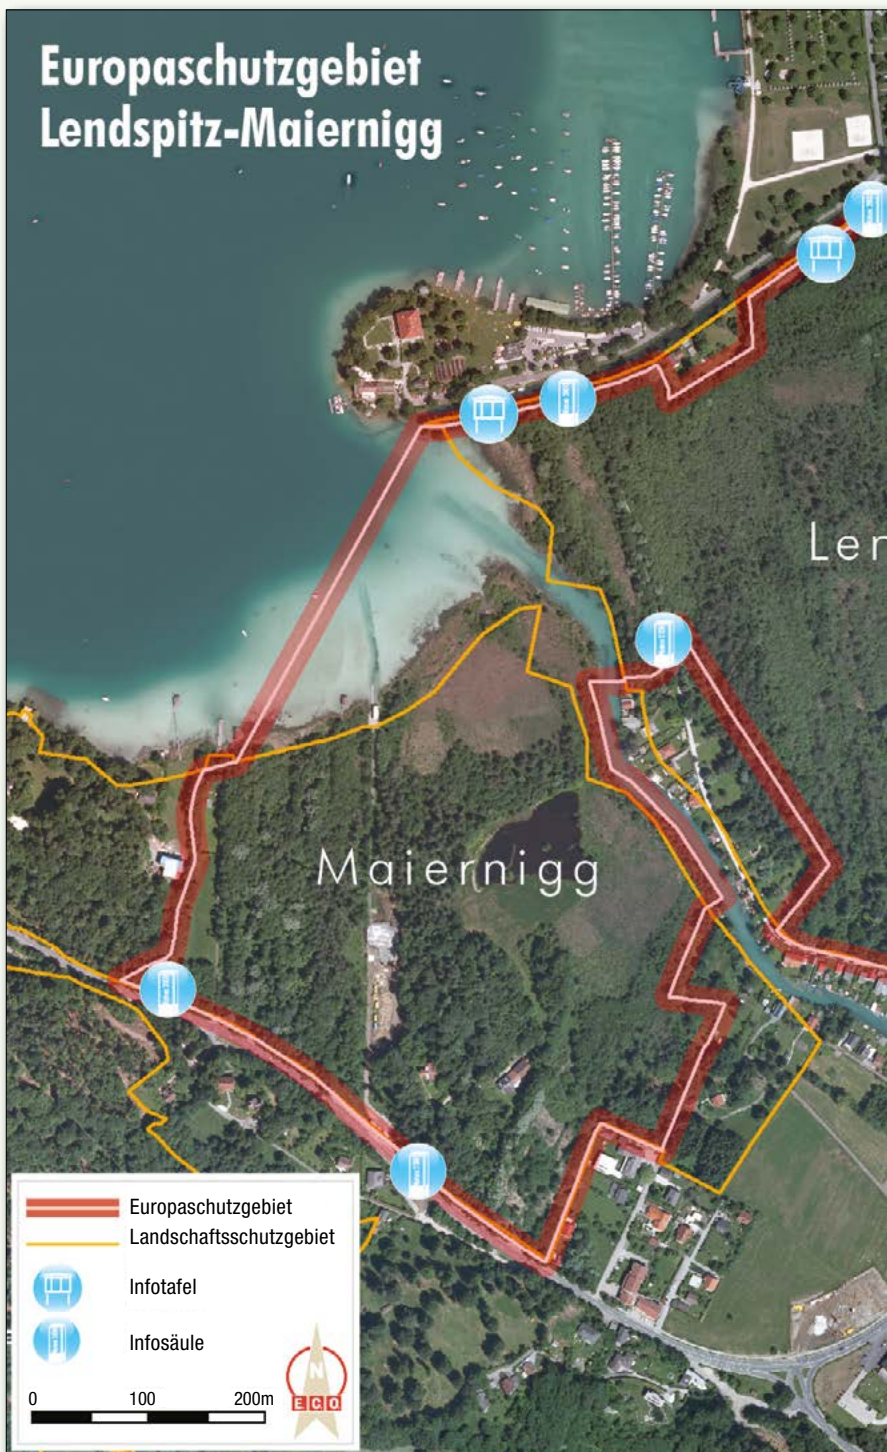 Europaschutzgebiet
Lendspitz-Maiernigg
Len
Maiernigg
Europaschutzgebiet
Landschaftsschutzgebiet
Infotafel
Infosäule
N
ECO
0 100 200m